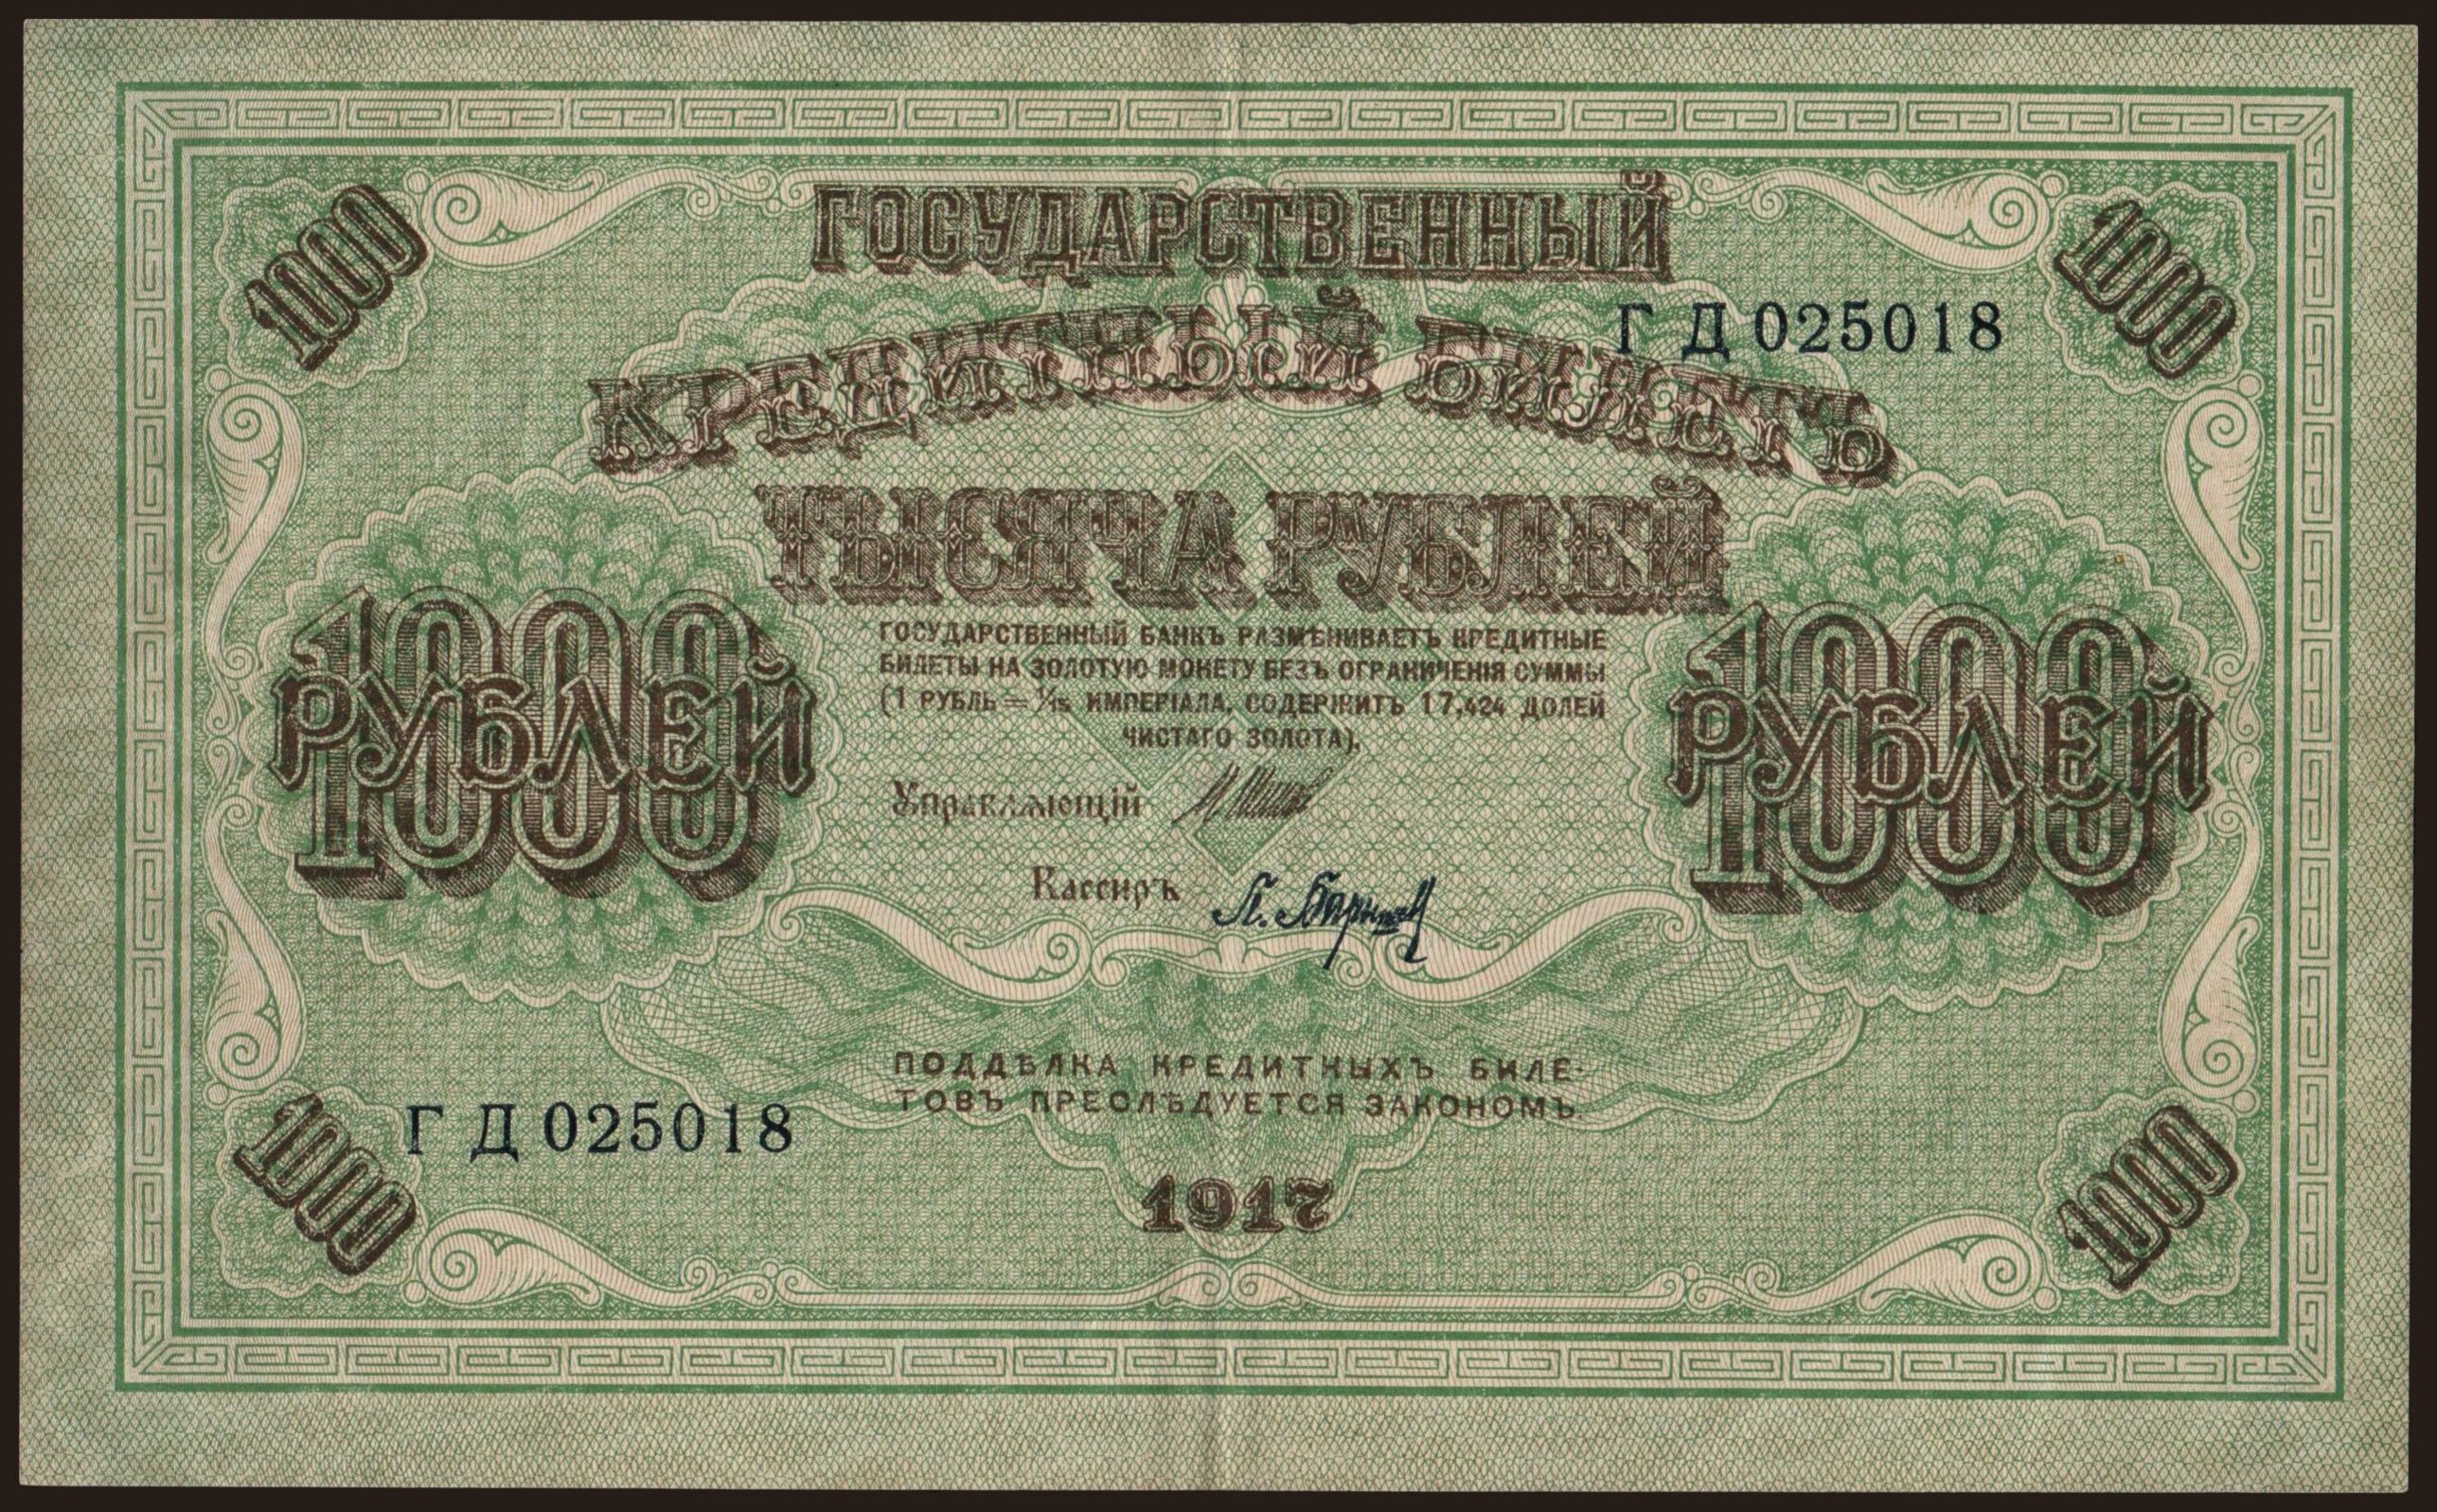 1000
ГОСУДАРСТВЕННЫЙ
1000
ГД 025018
КРЕДИТНЫЙ БИЛЕТЪ
ТЫСЯЧА РУБЛЕЙ
1000
РУБЛЕЙ
ГОСУДАРСТВЕННЫЙ БАНКЪ РАЗМѢНИВАЕТЪ КРЕДИТНЫЕ
БИЛЕТЫ НА ЗОЛОТУЮ МОНЕТУ БЕЗЪ ОГРАНИЧЕНІЯ СУММЫ
(1 РУБЛЬ = 1/15 ИМПЕРІАЛА, СОДЕРЖИТЪ 17,424 ДОЛЕЙ
ЧИСТАГО ЗОЛОТА).
1000
РУБЛЕЙ
Управляющій
Кассиръ
ПОДДѢЛКА КРЕДИТНЫХЪ БИЛЕ-
ТОВЪ ПРЕСЛѢДУЕТСЯ ЗАКОНОМЪ.
ГД 025018
1000
1917
1000